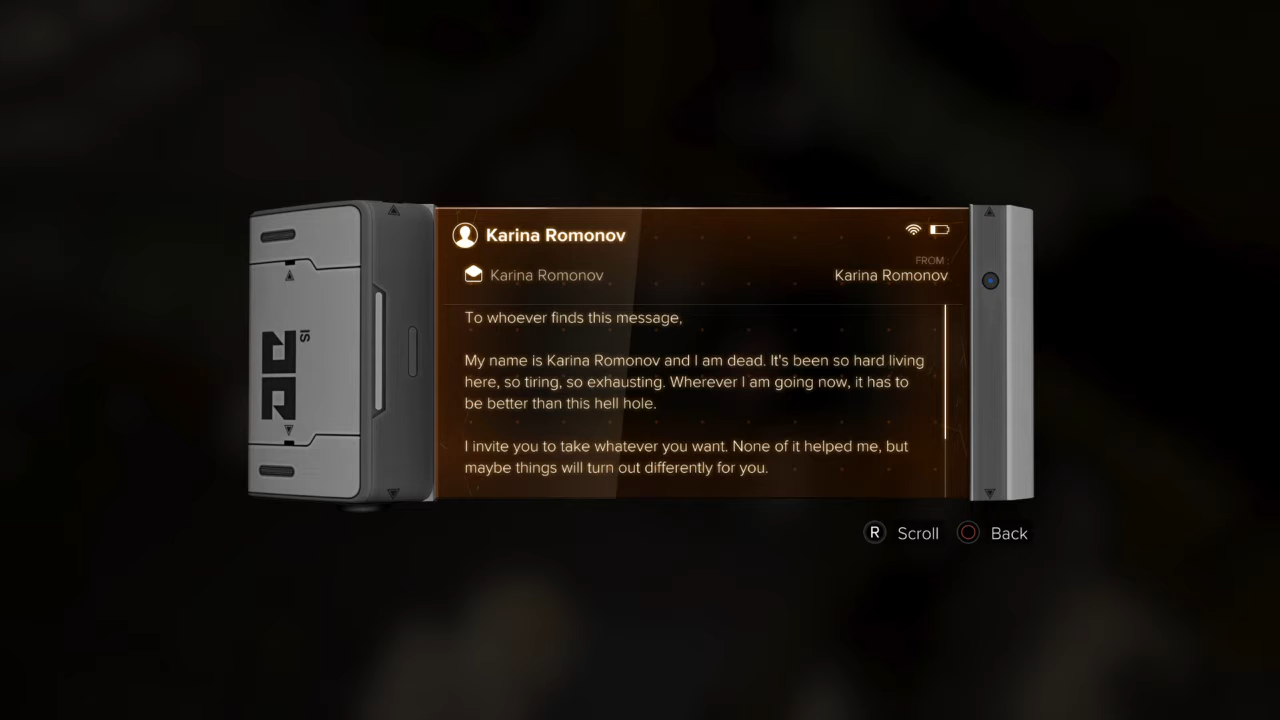 Karina Romonov
Karina Romonov
FROM :
Karina Romonov
To whoever finds this message,
My name is Karina Romonov and I am dead. It's been so hard living
here, so tiring, so exhausting. Wherever I am going now, it has to
be better than this hell hole.
I invite you to take whatever you want. None of it helped me, but
maybe things will turn out differently for you.
IS
R Scroll Back